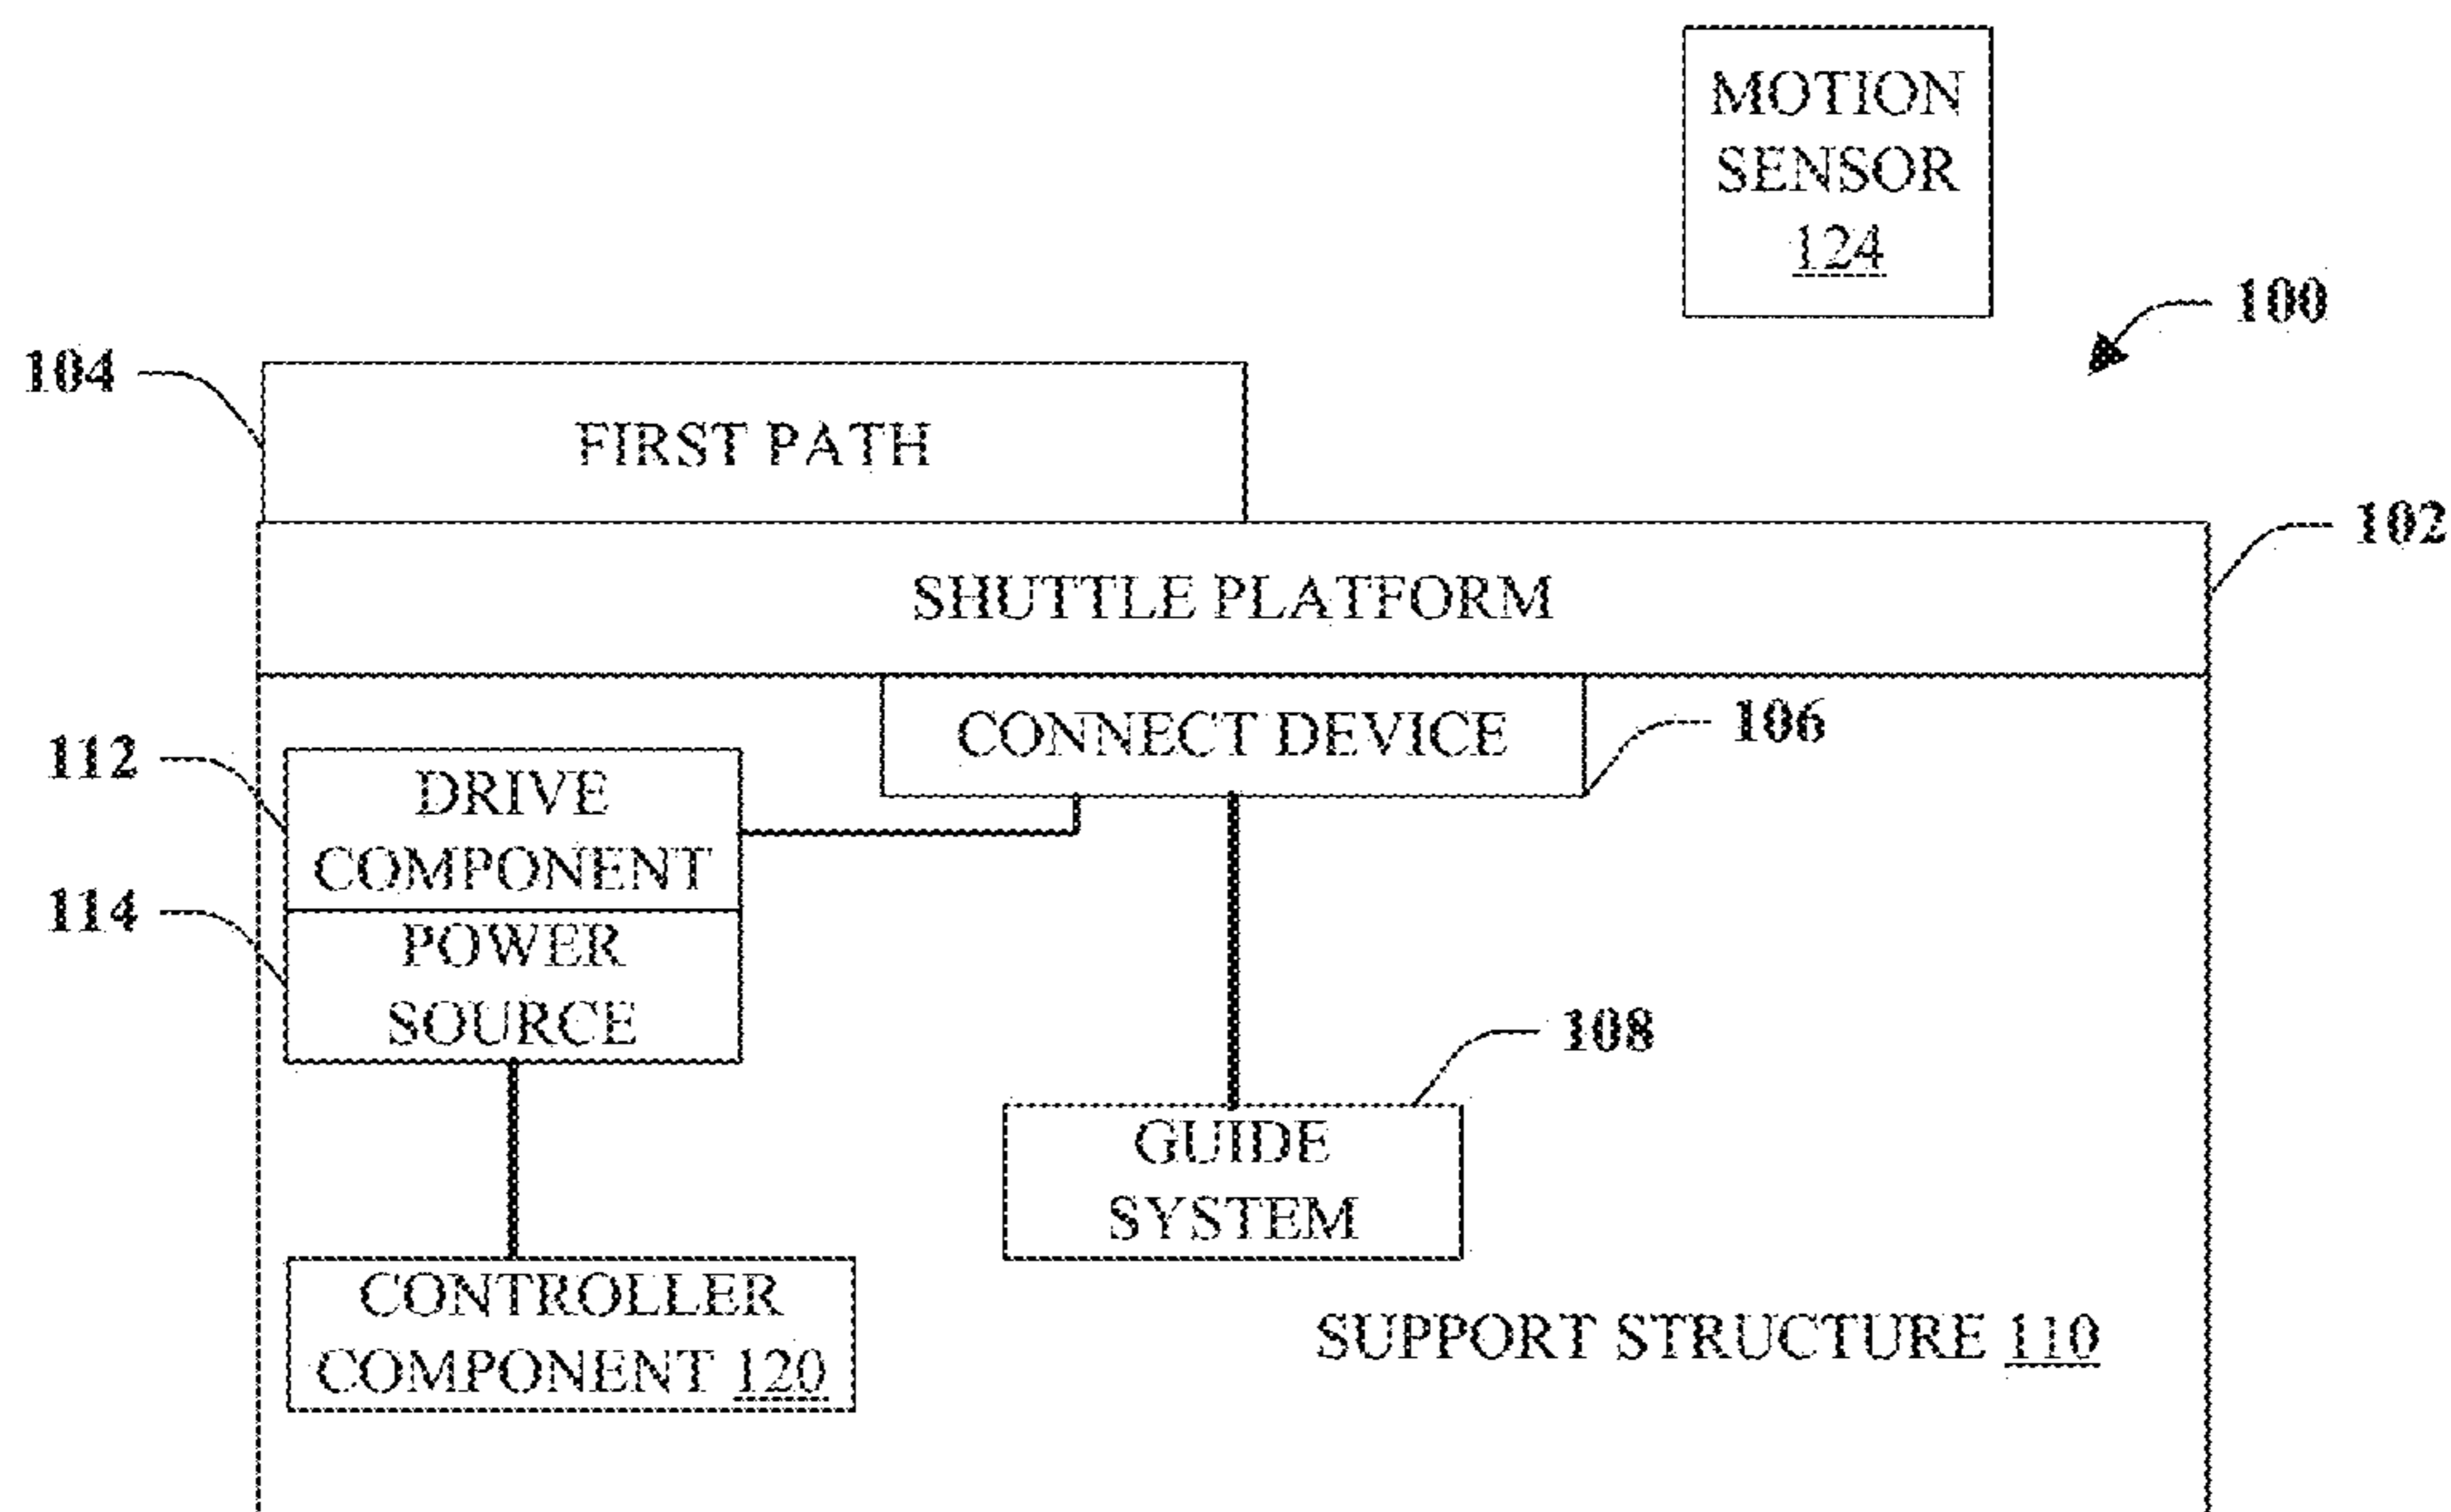 MOTION
SENSOR
124
100
104
FIRST PATH
102
SHUTTLE PLATFORM
CONNECT DEVICE
106
112
DRIVE
COMPONENT
114
POWER
SOURCE
108
GUIDE
SYSTEM
CONTROLLER
COMPONENT 120
SUPPORT STRUCTURE 110